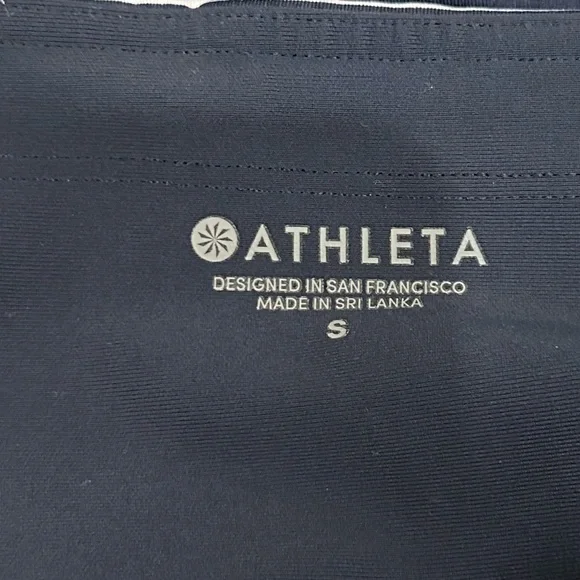 ATHLETA
DESIGNED IN SAN FRANCISCO
MADE IN SRI LANKA
S